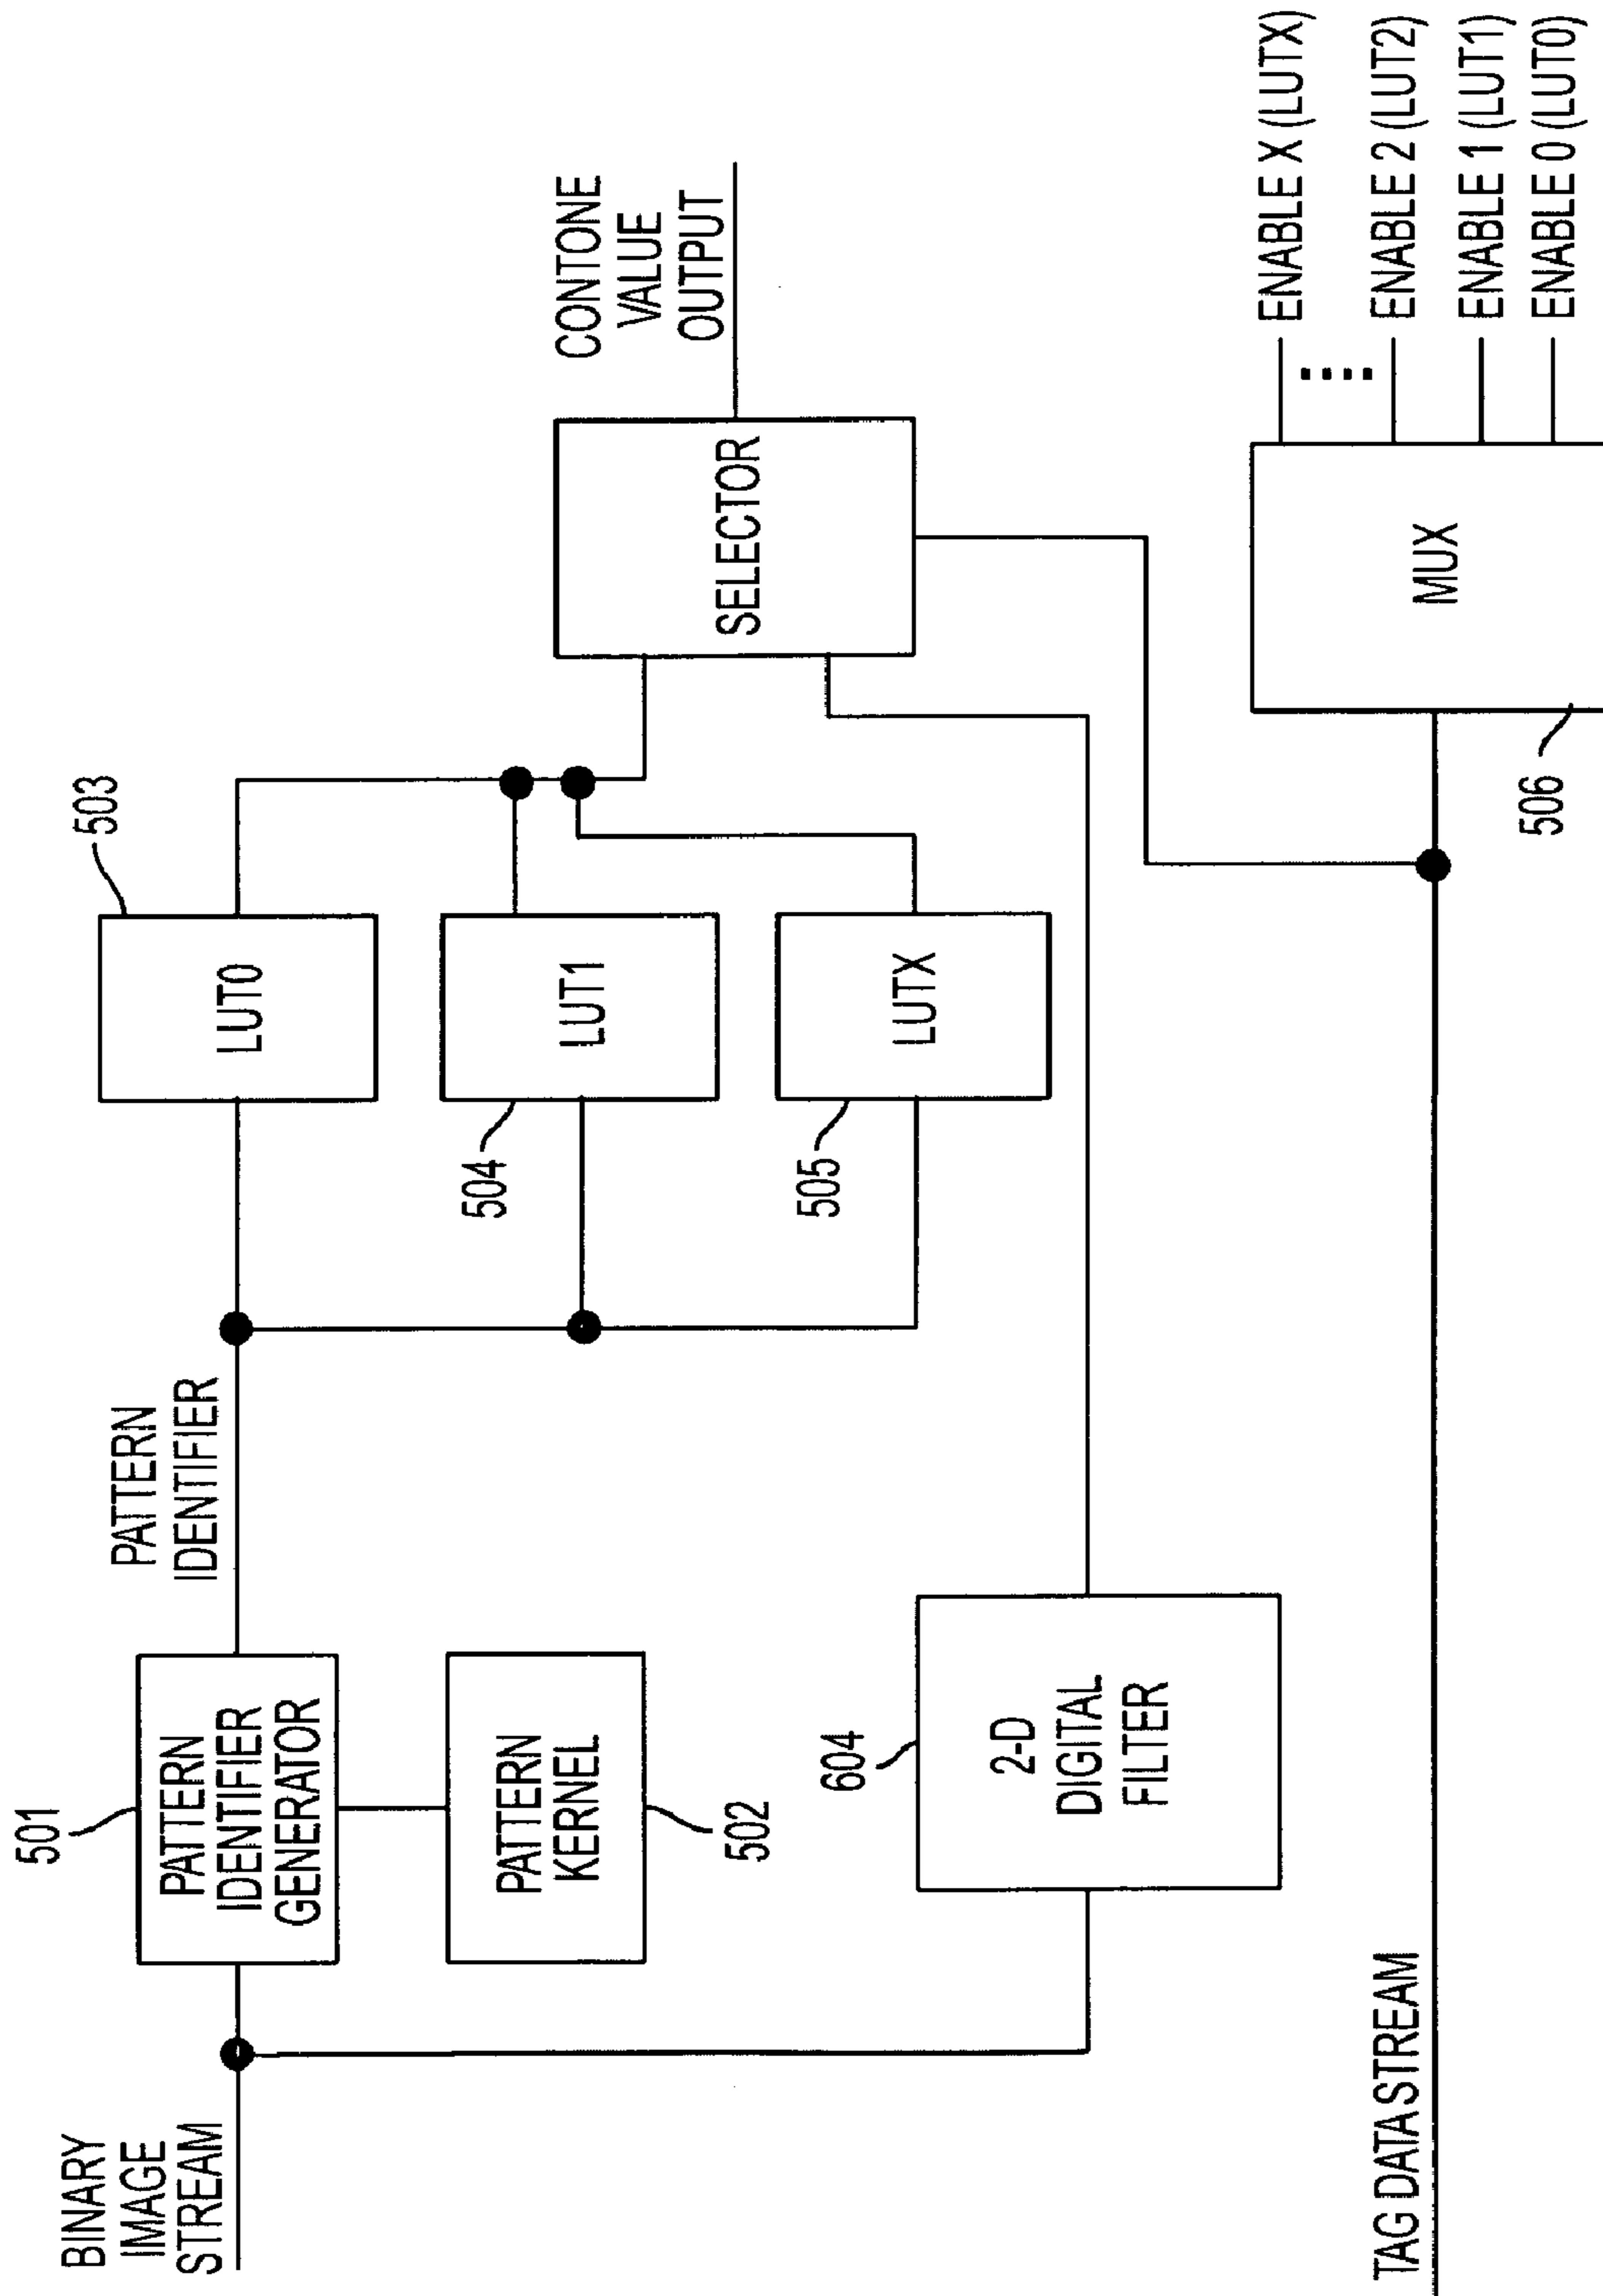 BINARY
IMAGE
STREAM
501
PATTERN
IDENTIFIER
GENERATOR
PATTERN
KERNEL
502
PATTERN
IDENTIFIER
503
LUT0
504
LUT1
505
LUTX
604
2-D
DIGITAL
FILTER
SELECTOR
CONTONE
VALUE
OUTPUT
TAG DATA STREAM
506
MUX
ENABLE X (LUTX)
ENABLE 2 (LUT2)
ENABLE 1 (LUT1)
ENABLE 0 (LUT0)